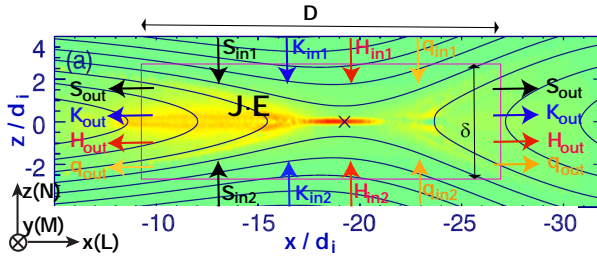 D
S_in1 K_in1 H_in1 q_in1
(a)
J·E
δ
S_out S_out
K_out K_out
H_out H_out
q_out q_out
S_in2 K_in2 H_in2 q_in2
4
2
0
-2
z/d_i
z(N)
y(M)
x(L)
-10 -15 -20 -25 -30
x/d_i